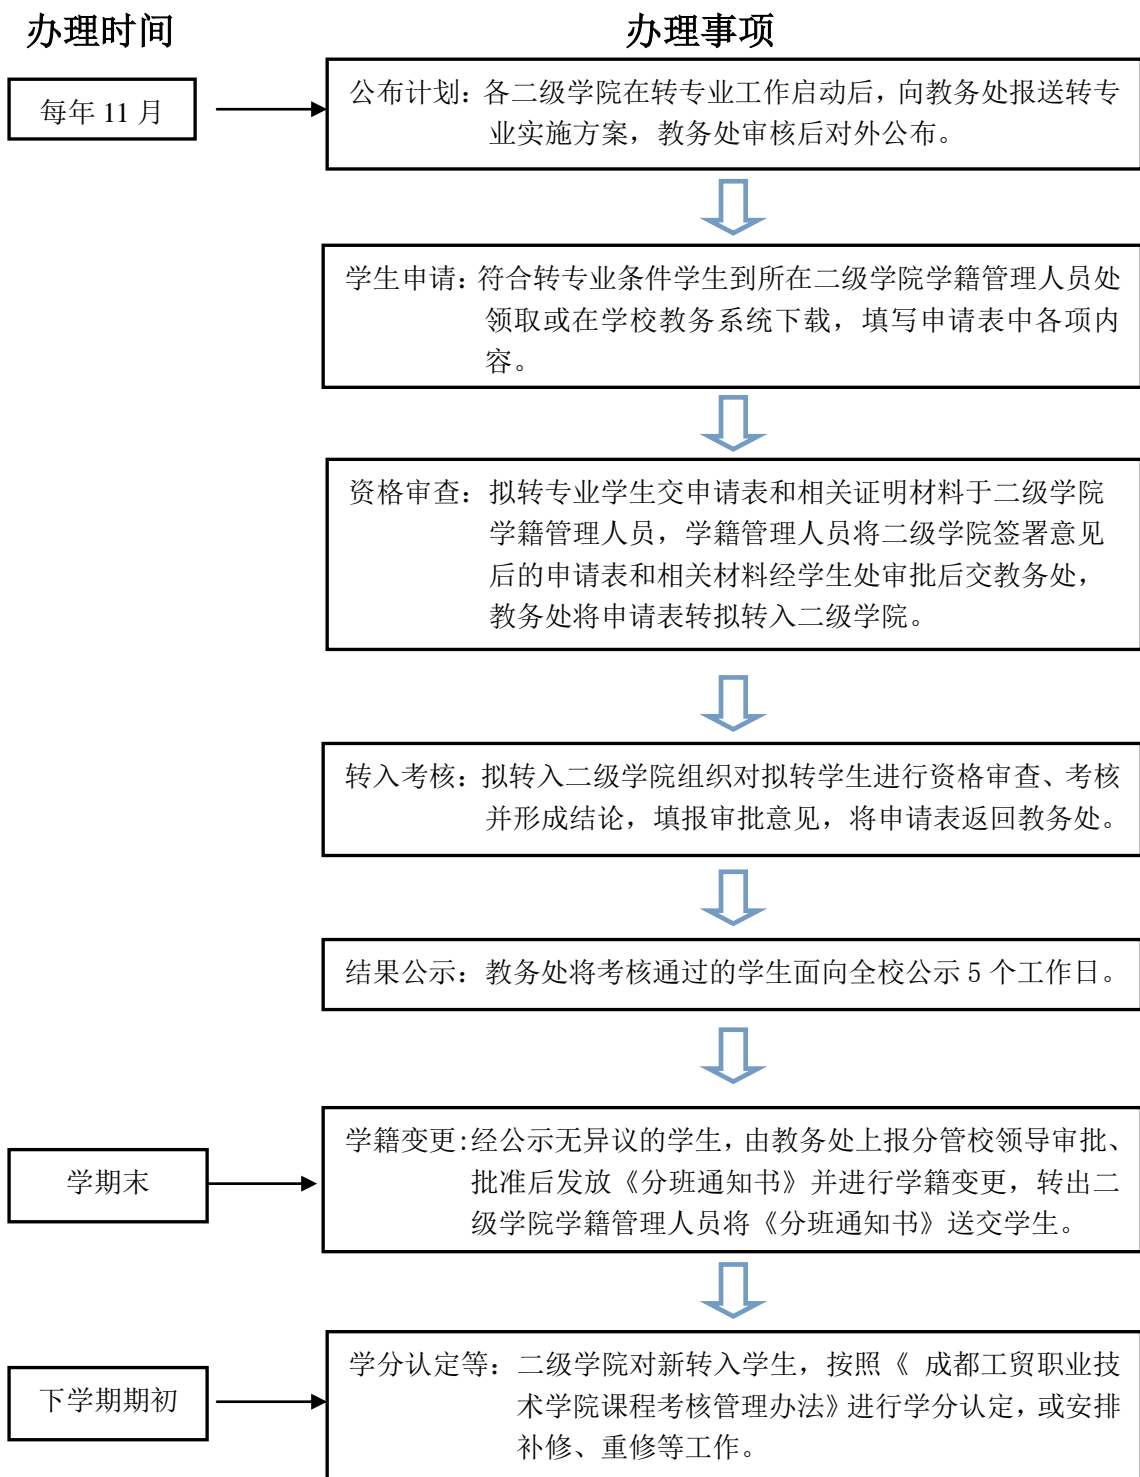 办理时间
办理事项
每年 11 月
公布计划：各二级学院在转专业工作启动后，向教务处报送转专
业实施方案，教务处审核后对外公布。
学生申请：符合转专业条件学生到所在二级学院学籍管理人员处
领取或在学校教务系统下载，填写申请表中各项内
容。
资格审查：拟转专业学生交申请表和相关证明材料于二级学院
学籍管理人员，学籍管理人员将二级学院签署意见
后的申请表和相关材料经学生处审批后交教务处，
教务处将申请表转拟转入二级学院。
转入考核：拟转入二级学院组织对拟转学生进行资格审查、考核
并形成结论，填报审批意见，将申请表返回教务处。
结果公示：教务处将考核通过的学生面向全校公示 5 个工作日。
学期末
学籍变更:经公示无异议的学生，由教务处上报分管校领导审批、
批准后发放《分班通知书》并进行学籍变更，转出二
级学院学籍管理人员将《分班通知书》送交学生。
下学期期初
学分认定等：二级学院对新转入学生，按照《 成都工贸职业技
术学院课程考核管理办法》进行学分认定，或安排
补修、重修等工作。